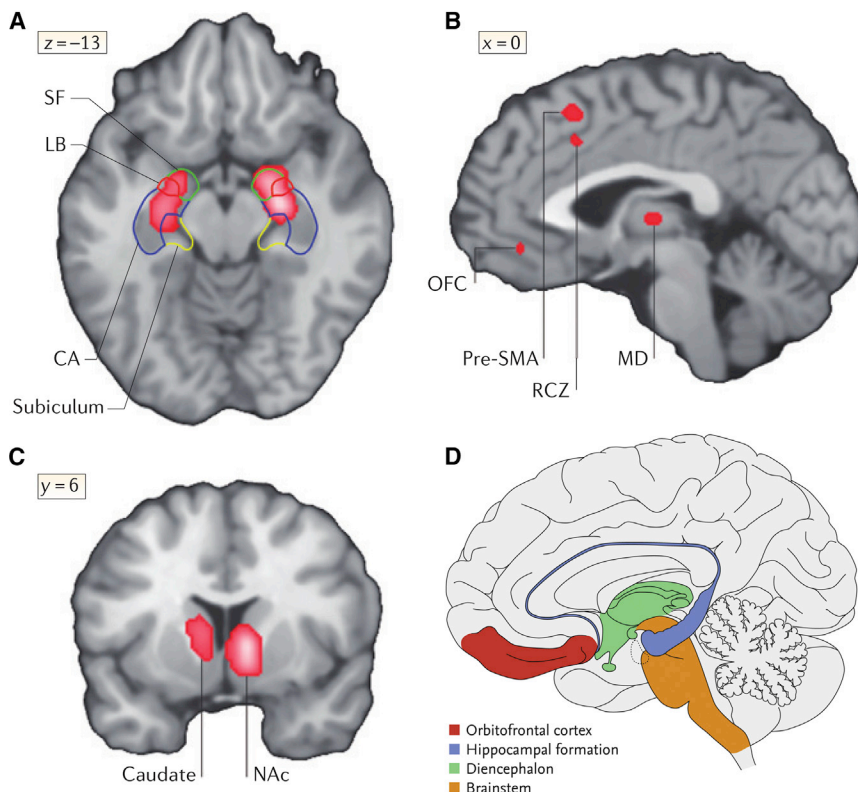 A
z = –13
SF
LB
CA
Subiculum
B
x = 0
OFC
Pre-SMA
RCZ
MD
C
y = 6
Caudate
NAc
D
Orbitofrontal cortex
Hippocampal formation
Diencephalon
Brainstem